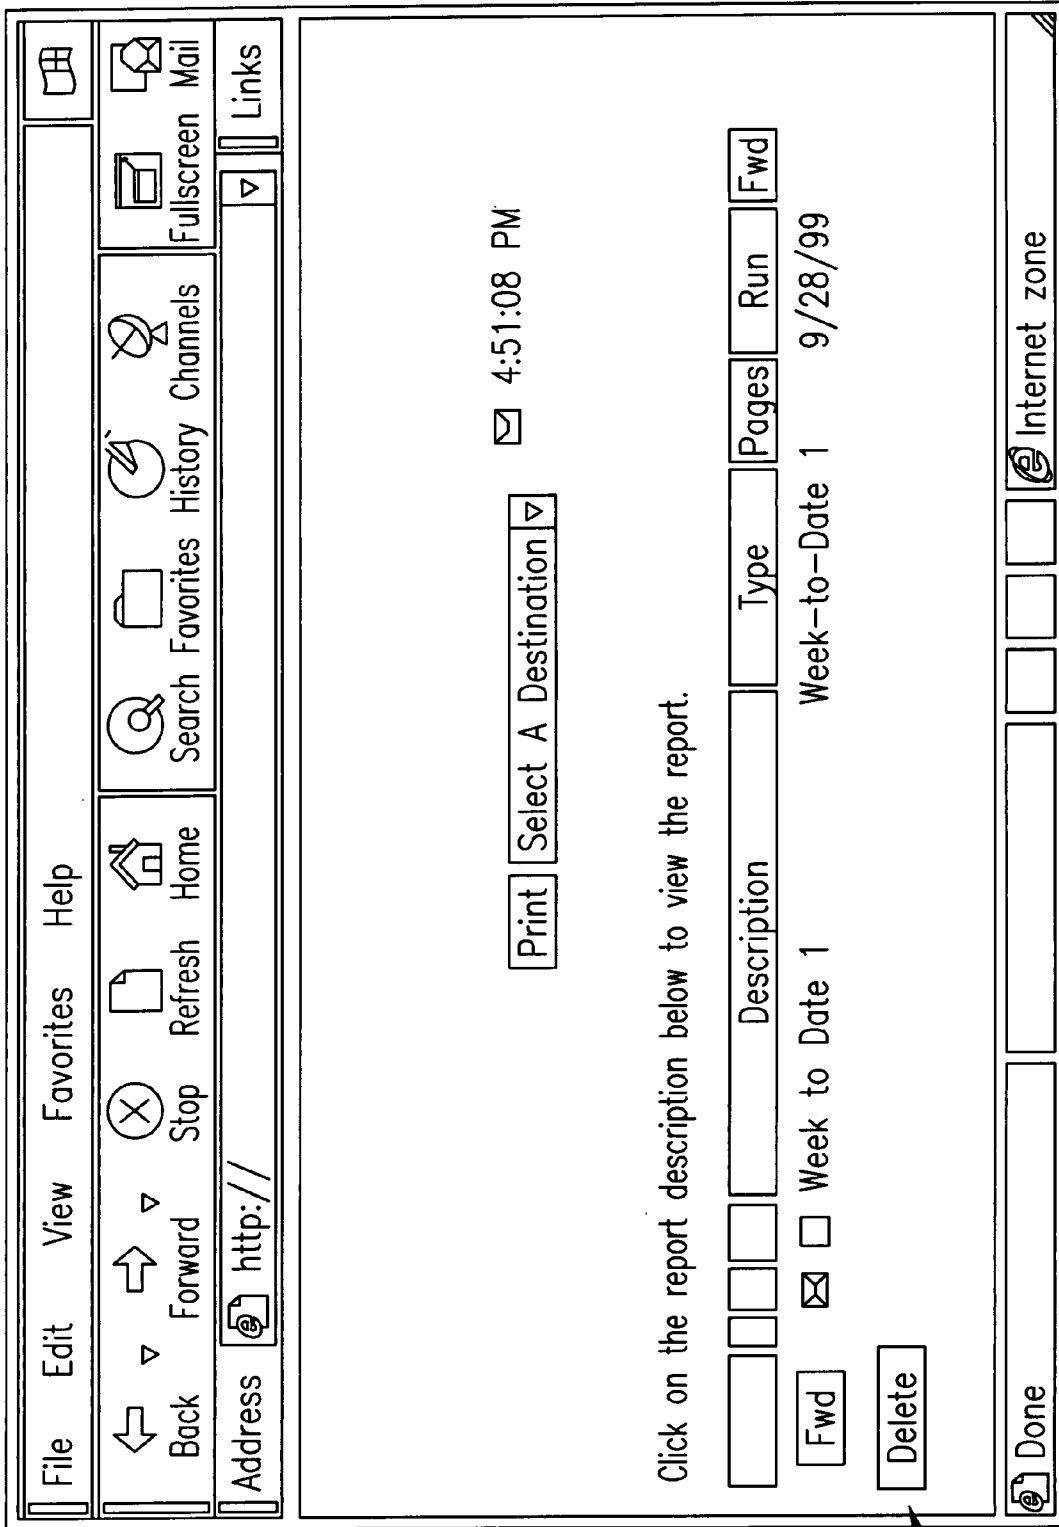 File Edit View Favorites Help
Back Forward Stop Refresh Home Search Favorites History Channels Fullscreen Mail
Address http:// Links
Print Select A Destination 4:51:08 PM
Click on the report description below to view the report.
Description Type Pages Run Fwd
Fwd Week to Date 1 Week-to-Date 1 9/28/99
Delete
Done Internet zone